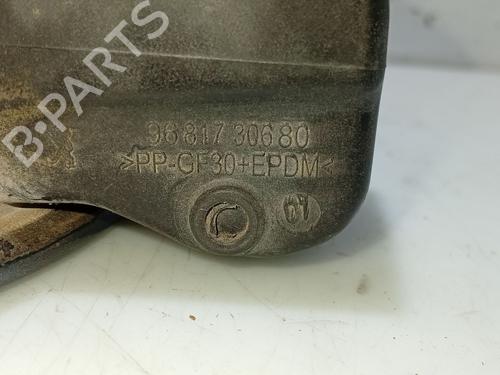 B-PARTS
96 817 306 80
>PP-GF30+EPDM<